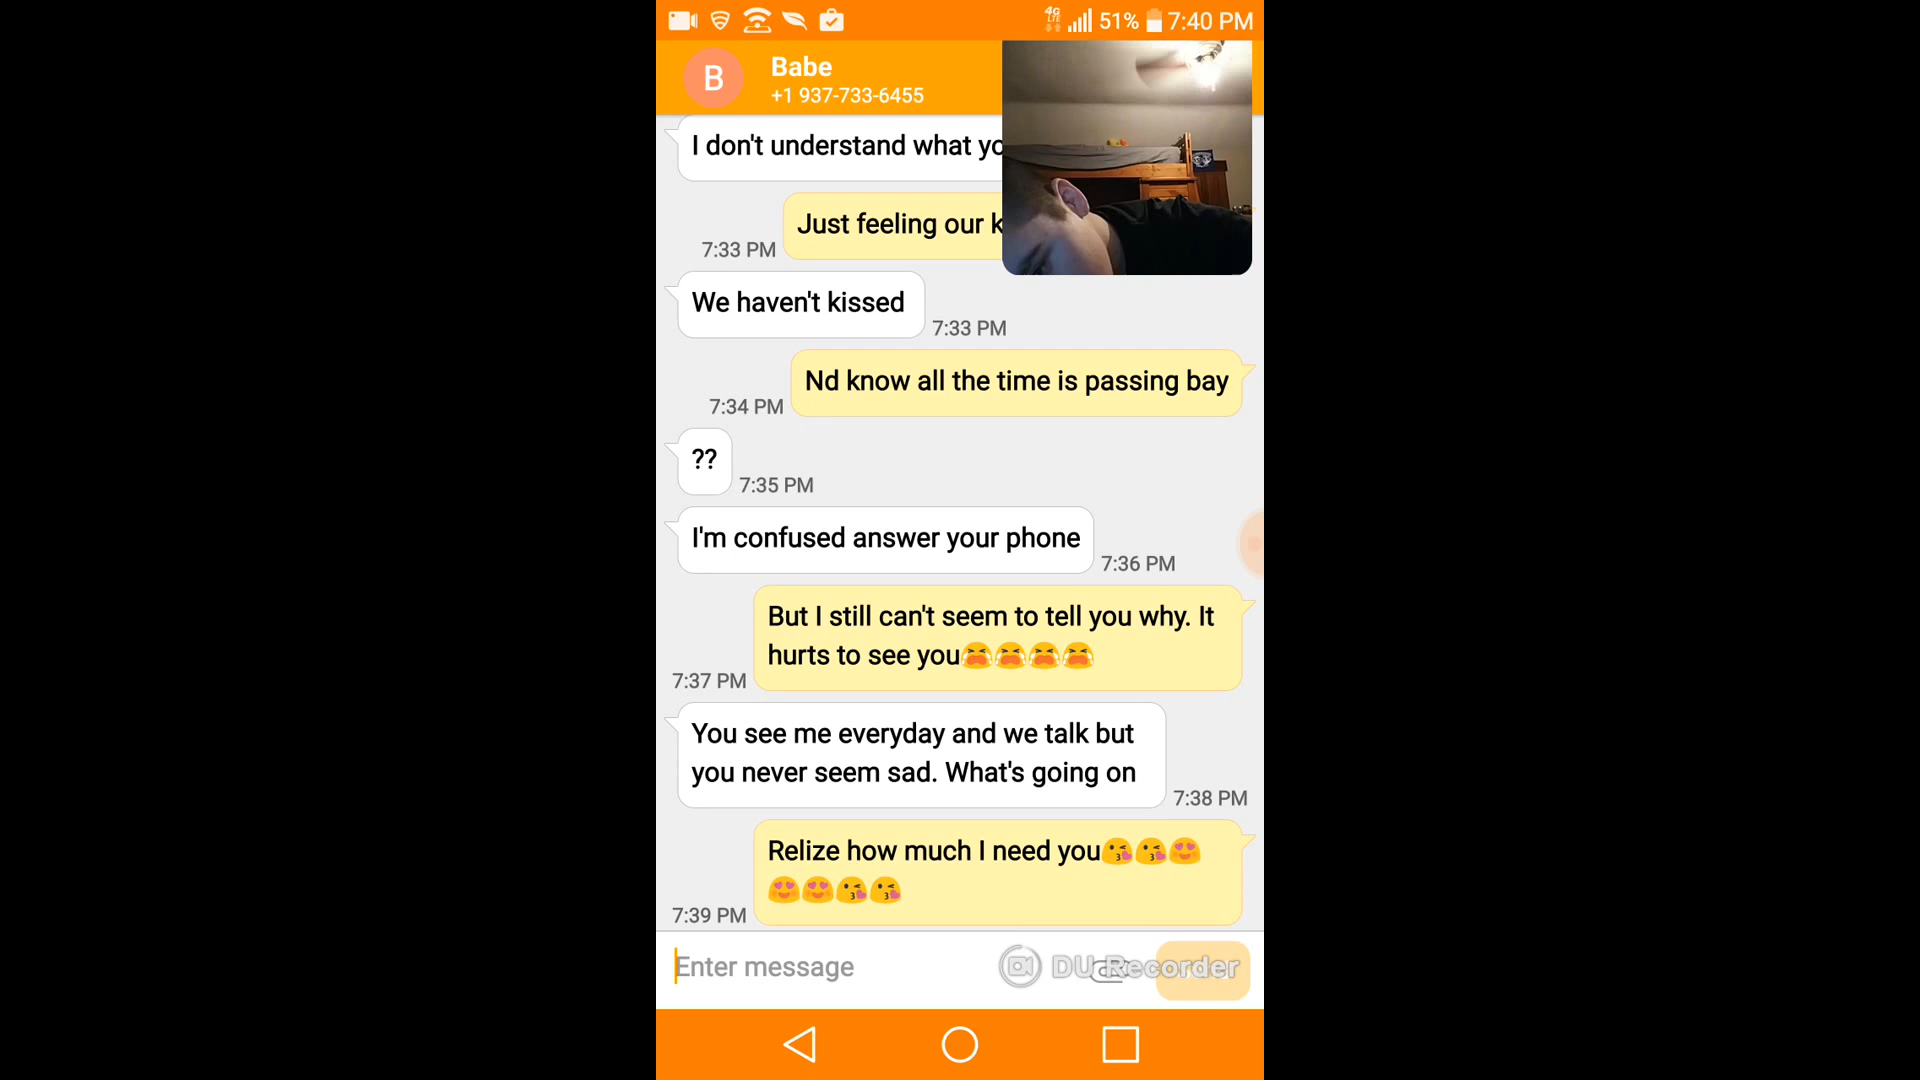 4G
LTE
51%
7:40 PM
B
Babe
+1 937-733-6455
I don't understand what yo
Just feeling our k
7:33 PM
We haven't kissed
7:33 PM
Nd know all the time is passing bay
7:34 PM
??
7:35 PM
I'm confused answer your phone
7:36 PM
But I still can't seem to tell you why. It
hurts to see you😭😭😭😭
7:37 PM
You see me everyday and we talk but
you never seem sad. What's going on
7:38 PM
Relize how much I need you😘😘😍
😍😍😘😘
7:39 PM
Enter message
DU Recorder